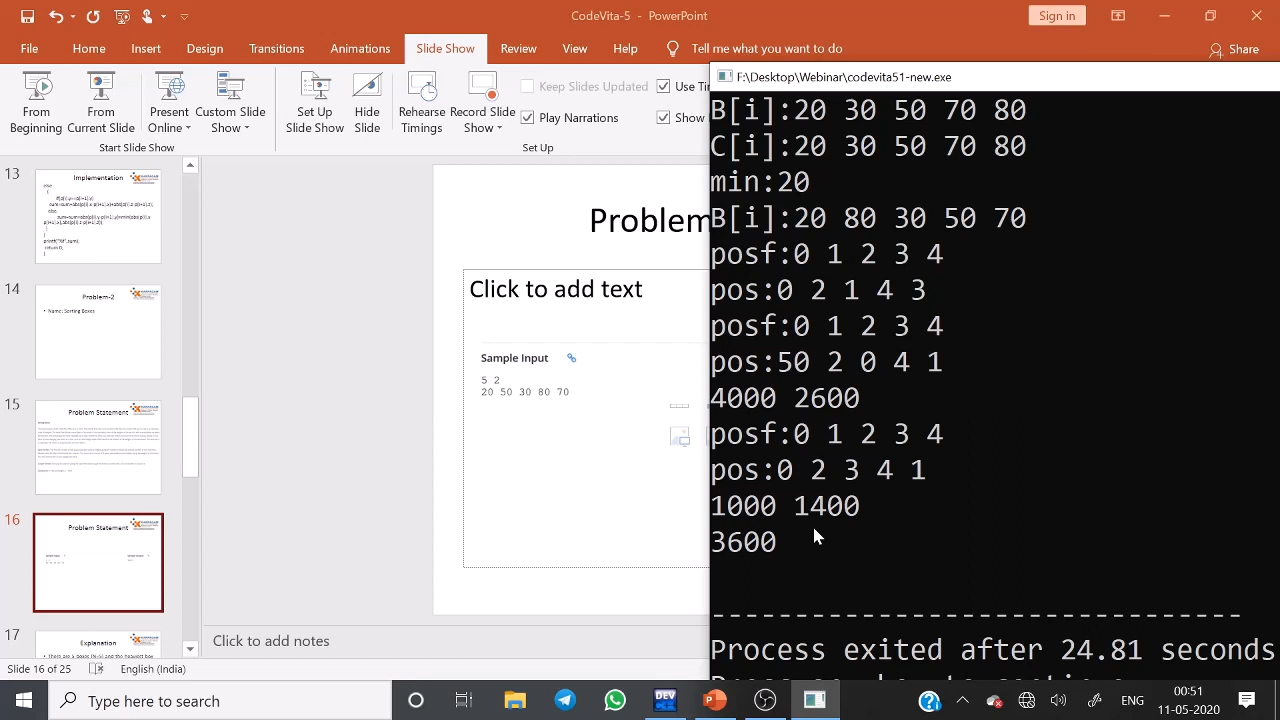 CodeVita-5 - PowerPoint
Sign in
File Home Insert Design Transitions Animations Slide Show Review View Help Tell me what you want to do
Share
From Beginning
From Current Slide
Present Online
Custom Slide Show
Set Up Slide Show
Hide Slide
Rehearse Timings
Record Slide Show
Keep Slides Updated
Play Narrations
Use Ti
Show
Start Slide Show
Set Up
13
Implementation
14
Problem-2
• Name: Sorting Boxes
15
Problem Statement
16
Problem Statement
17
Explanation
Problem
Click to add text
Sample Input
5 2
20 50 30 80 70
Click to add notes
F:\Desktop\Webinar\codevita51-new.exe
B[i]:20 30 50 70 80
C[i]:20 30 50 70 80
min:20
B[i]:20 80 30 50 70
posf:0 1 2 3 4
pos:0 2 1 4 3
posf:0 1 2 3 4
pos:50 2 0 4 1
4000 2600
posf:0 1 2 3 4
pos:0 2 3 4 1
1000 1400
3600
--------------------------------
Process exited after 24.81 seconds
Slide 16 of 25 English (India)
Type here to search
DEV
ENG
00:51
11-05-2020